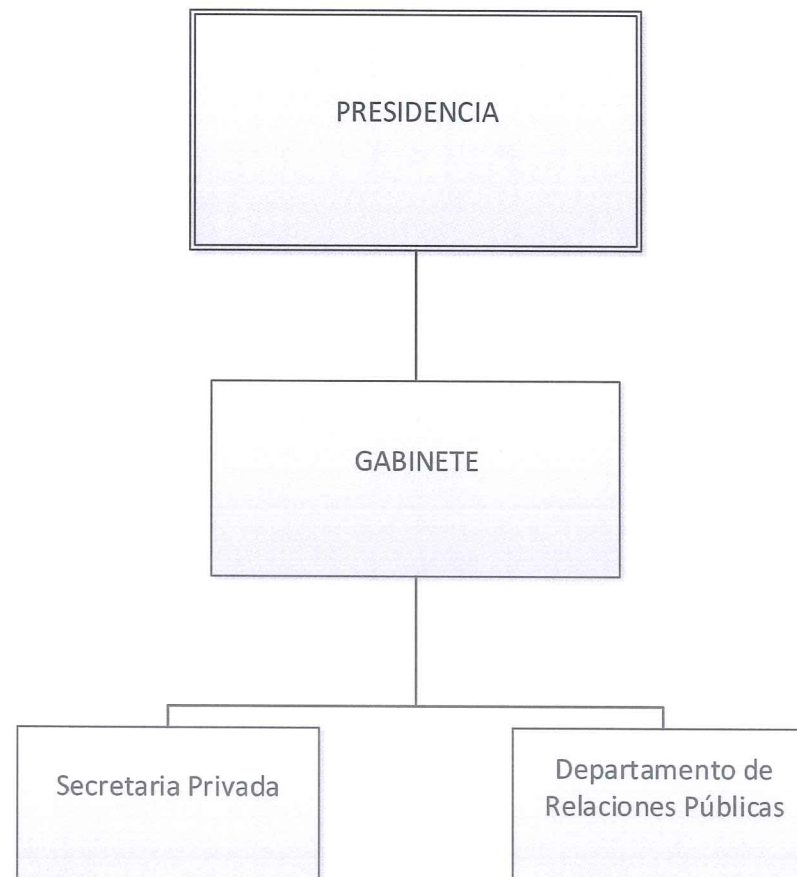 PRESIDENCIA
GABINETE
Secretaria Privada
Departamento de
Relaciones Públicas